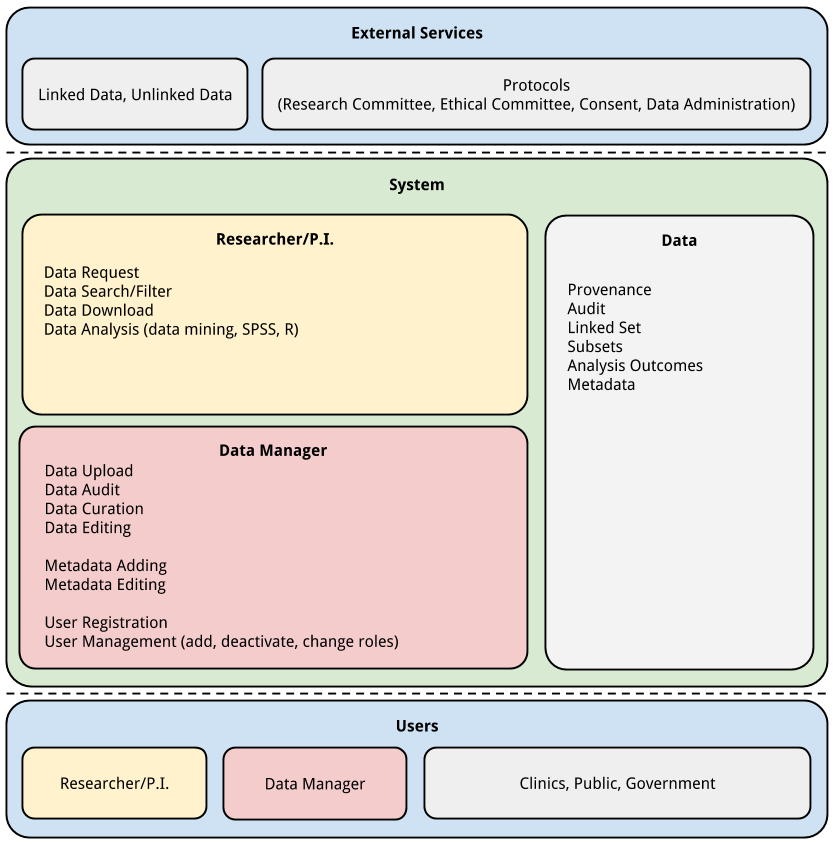 External Services
Linked Data, Unlinked Data
Protocols
(Research Committee, Ethical Committee, Consent, Data Administration)
System
Researcher/P.I.
Data Request
Data Search/Filter
Data Download
Data Analysis (data mining, SPSS, R)
Data Manager
Data Upload
Data Audit
Data Curation
Data Editing
Metadata Adding
Metadata Editing
User Registration
User Management (add, deactivate, change roles)
Data
Provenance
Audit
Linked Set
Subsets
Analysis Outcomes
Metadata
Users
Researcher/P.I.
Data Manager
Clinics, Public, Government